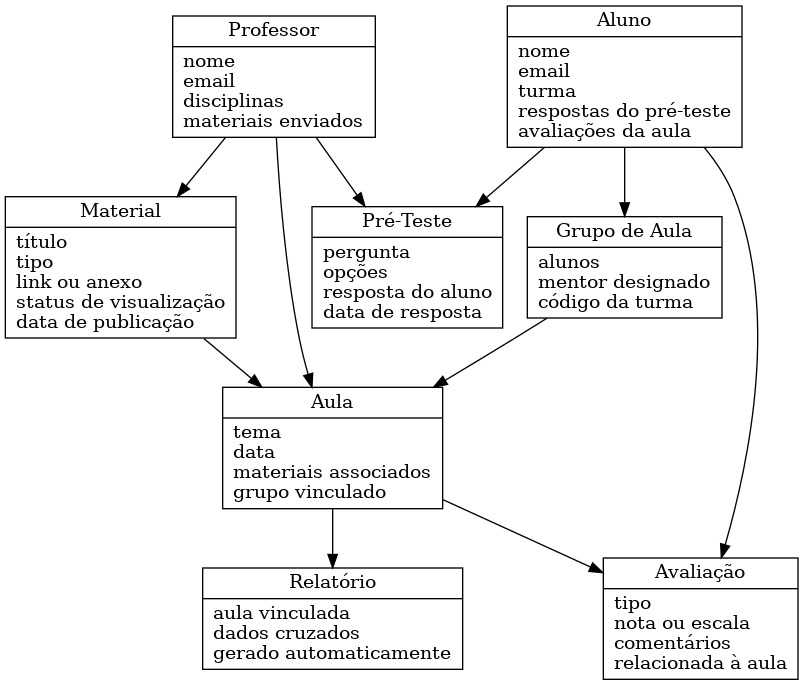 Professor
nome
email
disciplinas
materiais enviados
Aluno
nome
email
turma
respostas do pré-teste
avaliações da aula
Material
título
tipo
link ou anexo
status de visualização
data de publicação
Pré-Teste
pergunta
opções
resposta do aluno
data de resposta
Grupo de Aula
alunos
mentor designado
código da turma
Aula
tema
data
materiais associados
grupo vinculado
Relatório
aula vinculada
dados cruzados
gerado automaticamente
Avaliação
tipo
nota ou escala
comentários
relacionada à aula